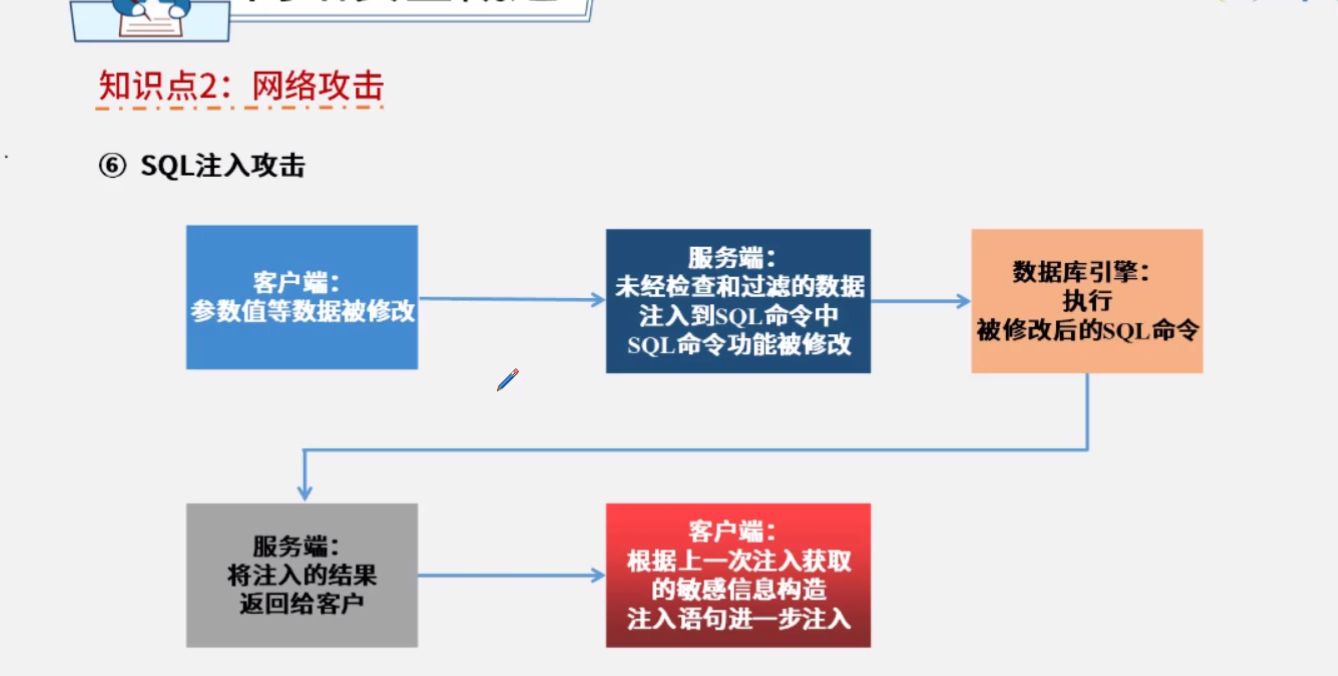 知识点2：网络攻击
⑥ SQL注入攻击
客户端：
参数值等数据被修改
服务端：
未经检查和过滤的数据
注入到SQL命令中
SQL命令功能被修改
数据库引擎：
执行
被修改后的SQL命令
服务端：
将注入的结果
返回给客户
客户端：
根据上一次注入获取
的敏感信息构造
注入语句进一步注入